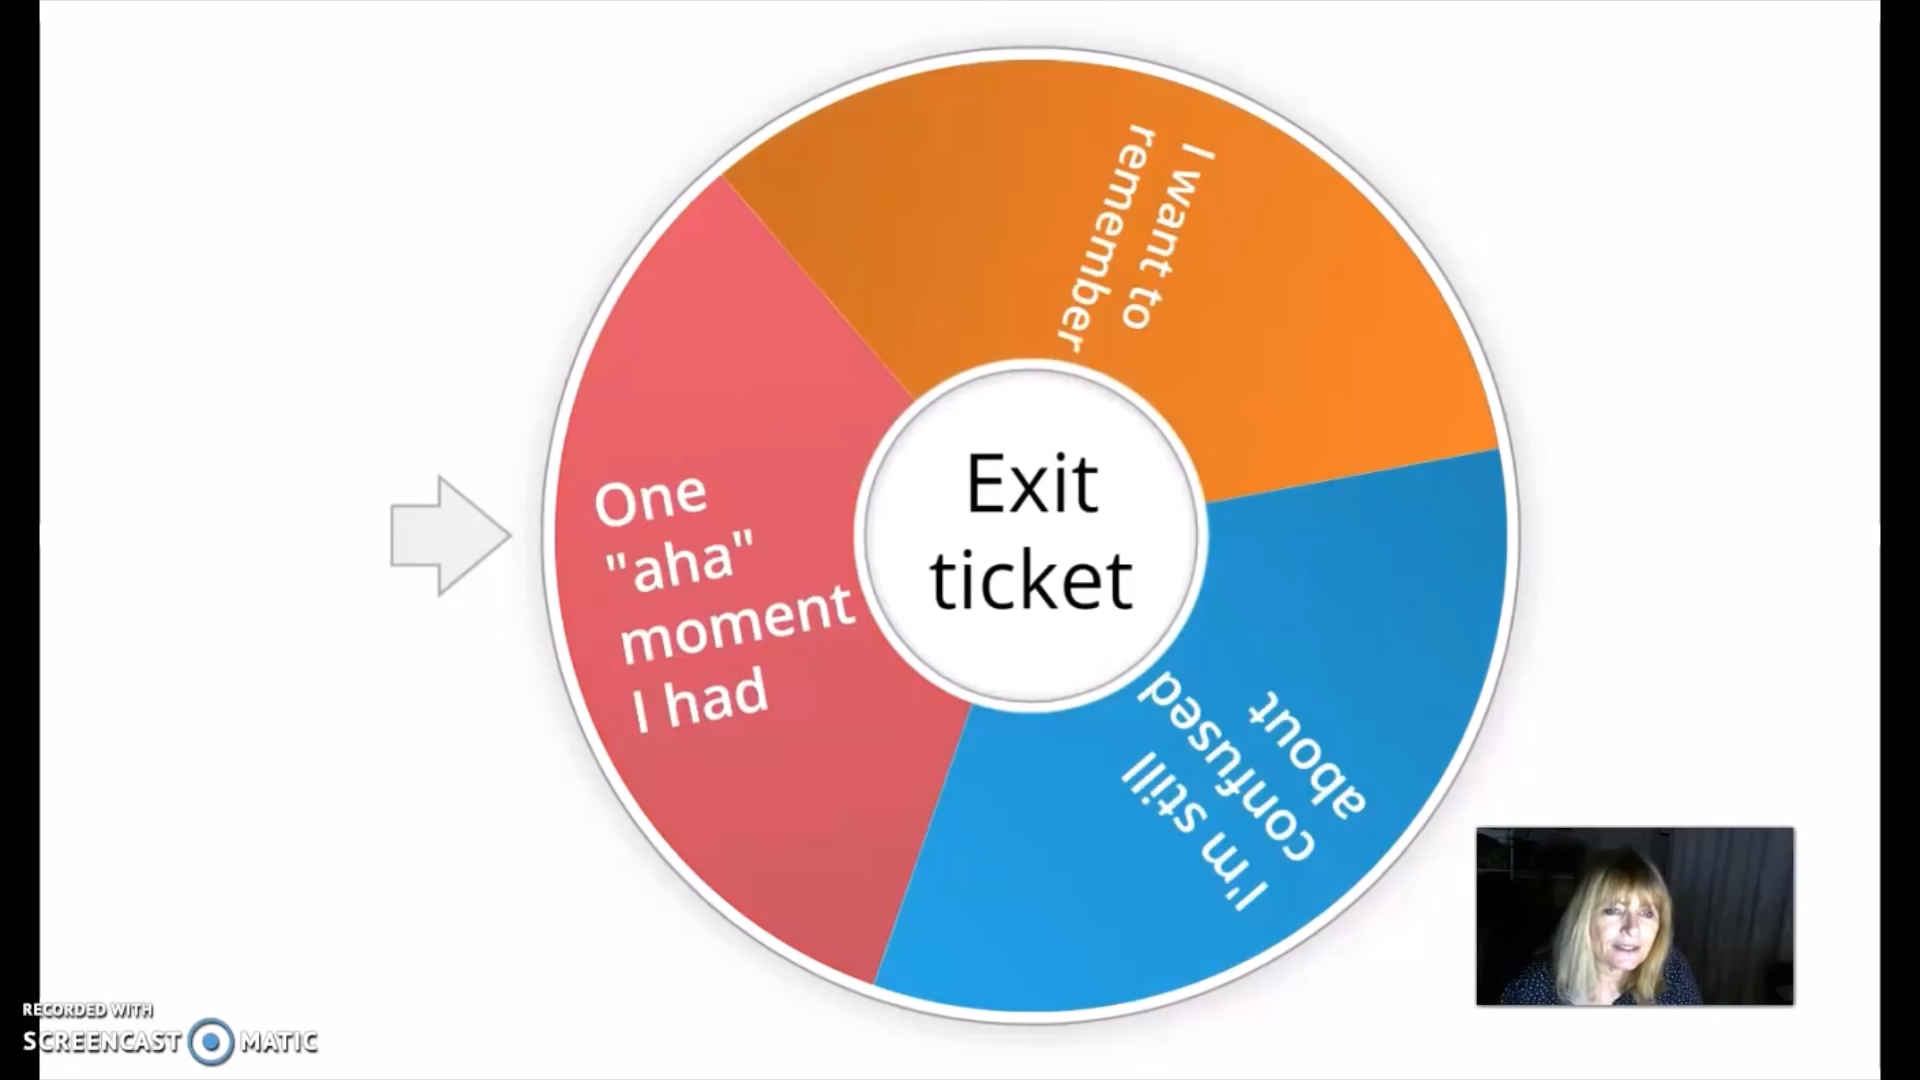 I want to
remember
One
"aha"
moment
I had
Exit
ticket
I'm still
confused
about
RECORDED WITH
SCREENCAST MATIC